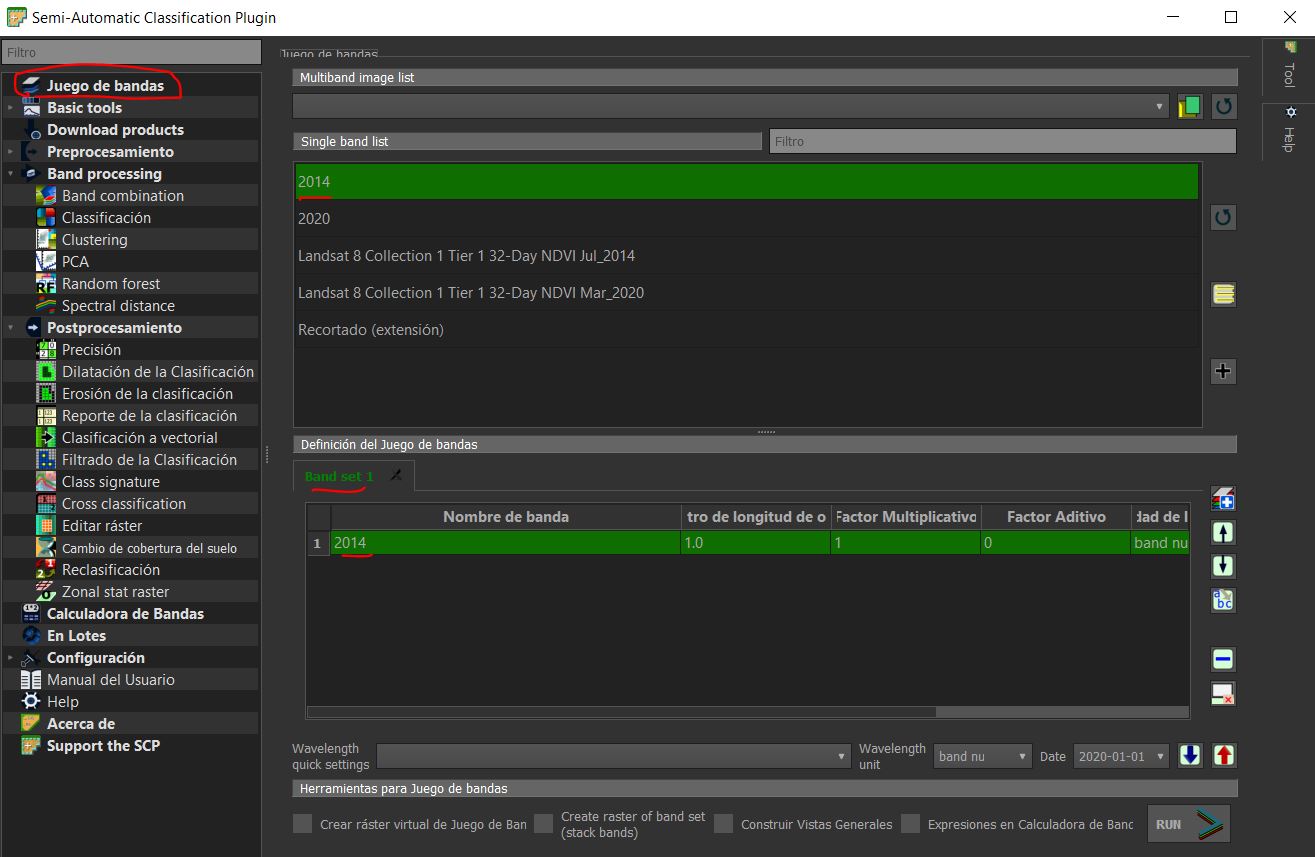 Semi-Automatic Classification Plugin
Filtro
Juego de bandas
Basic tools
Download products
Preprocesamiento
Band processing
Band combination
Classificación
Clustering
PCA
Random forest
Spectral distance
Postprocesamiento
Precisión
Dilatación de la Clasificación
Erosión de la clasificación
Reporte de la clasificación
Clasificación a vectorial
Filtrado de la Clasificación
Class signature
Cross classification
Editar ráster
Cambio de cobertura del suelo
Reclasificación
Zonal stat raster
Calculadora de Bandas
En Lotes
Configuración
Manual del Usuario
Help
Acerca de
Support the SCP
Juego de bandas
Multiband image list
Single band list
Filtro
2014
2020
Landsat 8 Collection 1 Tier 1 32-Day NDVI Jul_2014
Landsat 8 Collection 1 Tier 1 32-Day NDVI Mar_2020
Recortado (extensión)
Definición del Juego de bandas
Band set 1
Nombre de banda tro de longitud de o Factor Multiplicativo Factor Aditivo dad de l
1 2014 1.0 1 0 band nu
Wavelength
quick settings
Wavelength
unit
band nu
Date
2020-01-01
Herramientas para Juego de bandas
Crear ráster virtual de Juego de Ban
Create raster of band set
(stack bands)
Construir Vistas Generales
Expresiones en Calculadora de Banc
RUN
Tool
Help